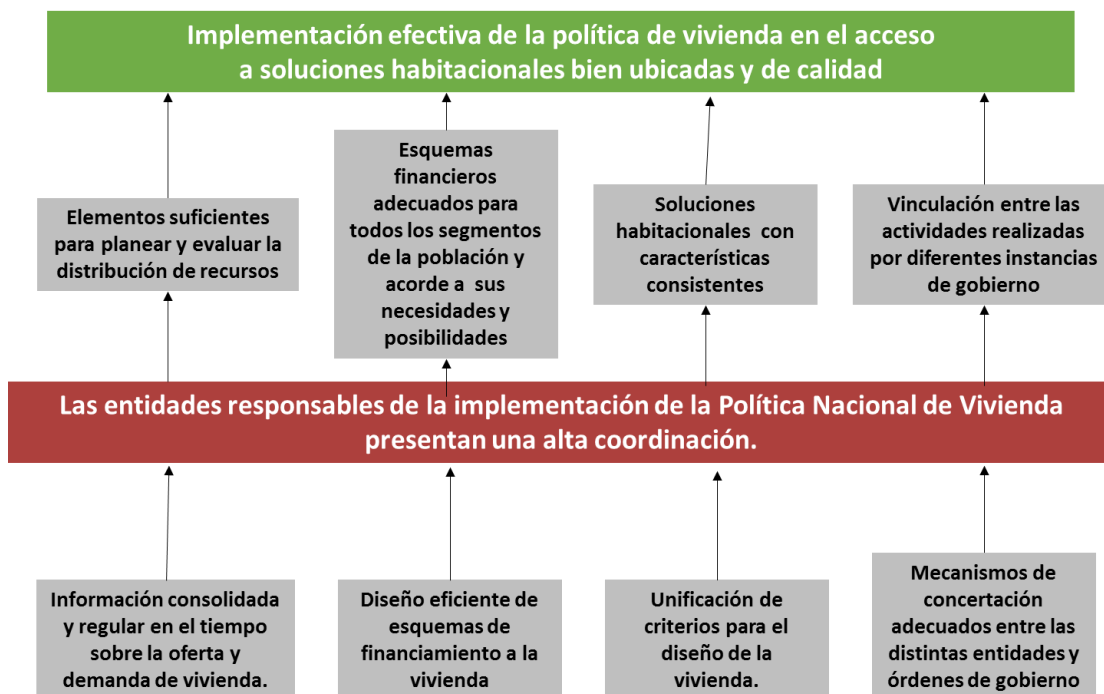 Implementación efectiva de la política de vivienda en el acceso
a soluciones habitacionales bien ubicadas y de calidad
Elementos suficientes
para planear y evaluar la
distribución de recursos
Esquemas
financieros
adecuados para
todos los segmentos
de la población y
acorde a sus
necesidades y
posibilidades
Soluciones
habitacionales con
características
consistentes
Vinculación entre las
actividades realizadas
por diferentes instancias
de gobierno
Las entidades responsables de la implementación de la Política Nacional de Vivienda
presentan una alta coordinación.
Información consolidada
y regular en el tiempo
sobre la oferta y
demanda de vivienda.
Diseño eficiente de
esquemas de
financiamiento a la
vivienda
Unificación de
criterios para el
diseño de la
vivienda.
Mecanismos de
concertación
adecuados entre las
distintas entidades y
órdenes de gobierno